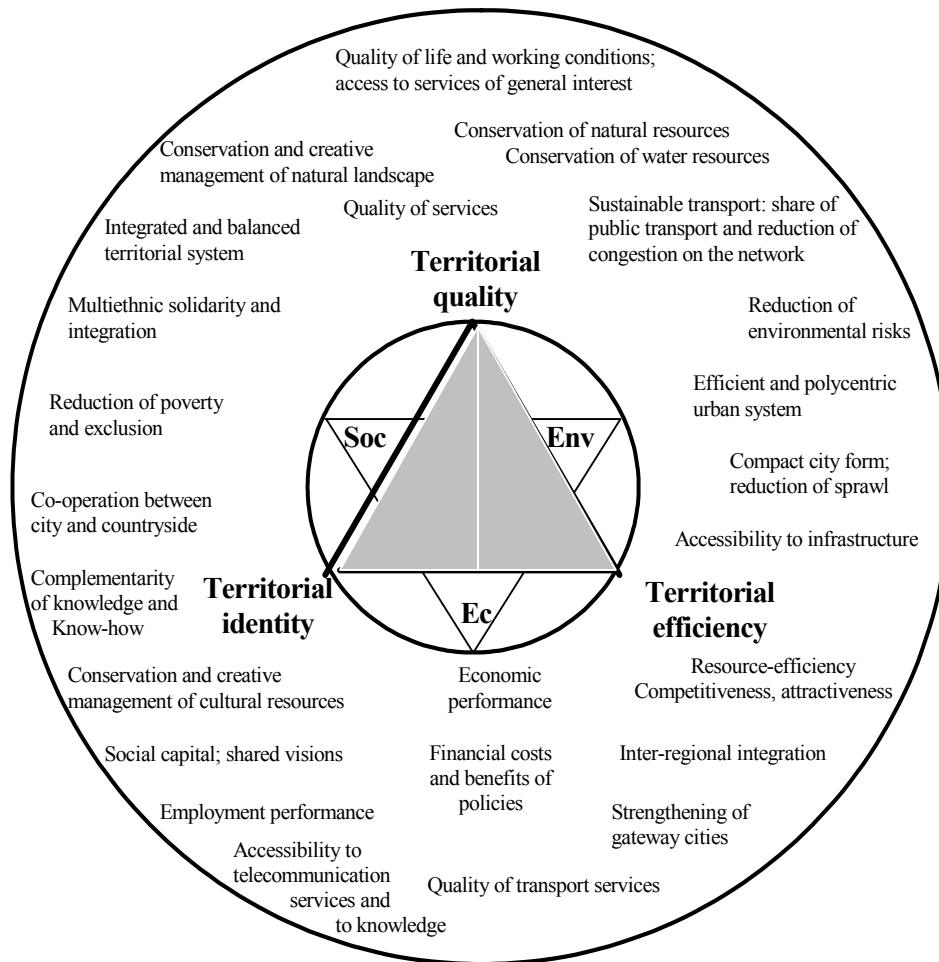 Quality of life and working conditions;
access to services of general interest
Conservation of natural resources
Conservation of water resources
Conservation and creative
management of natural landscape
Quality of services
Sustainable transport: share of
public transport and reduction of
congestion on the network
Integrated and balanced
territorial system
Territorial
quality
Multiethnic solidarity and
integration
Reduction of
environmental risks
Efficient and polycentric
urban system
Reduction of poverty
and exclusion
Soc
Env
Compact city form;
reduction of sprawl
Co-operation between
city and countryside
Accessibility to infrastructure
Complementarity
of knowledge and
Know-how
Territorial
identity
Ec
Territorial
efficiency
Conservation and creative
management of cultural resources
Economic
performance
Resource-efficiency
Competitiveness, attractiveness
Social capital; shared visions
Financial costs
and benefits of
policies
Inter-regional integration
Employment performance
Strengthening of
gateway cities
Accessibility to
telecommunication
services and
to knowledge
Quality of transport services